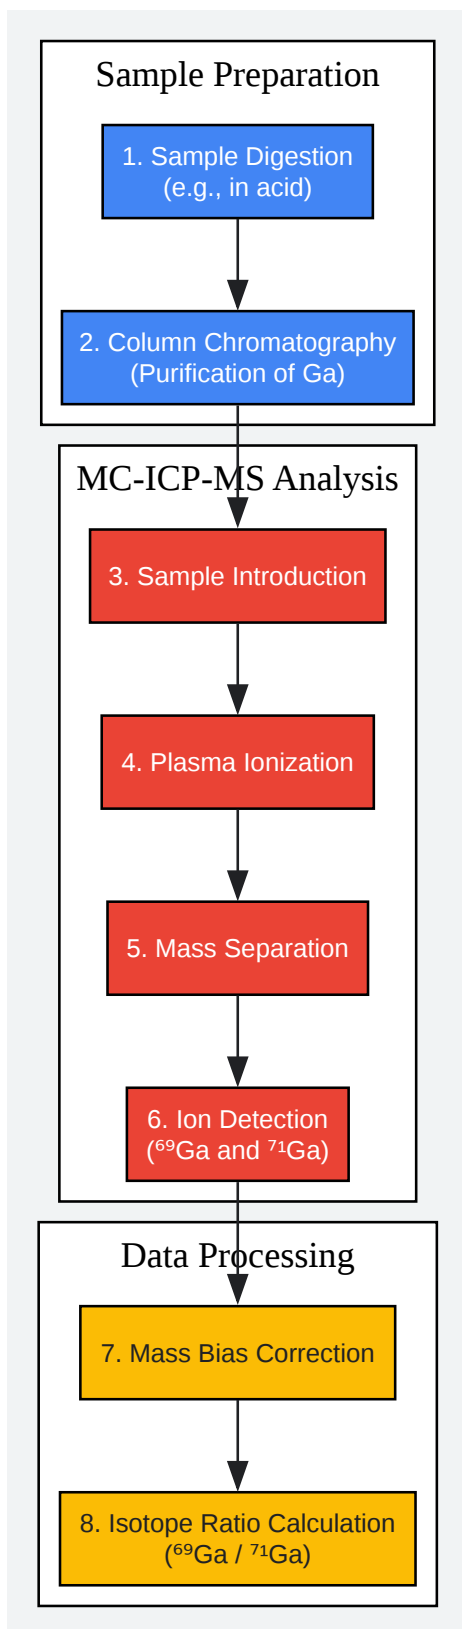 Sample Preparation
1. Sample Digestion
(e.g., in acid)
2. Column Chromatography
(Purification of Ga)
MC-ICP-MS Analysis
3. Sample Introduction
4. Plasma Ionization
5. Mass Separation
6. Ion Detection
(⁶⁹Ga and ⁷¹Ga)
Data Processing
7. Mass Bias Correction
8. Isotope Ratio Calculation
(⁶⁹Ga / ⁷¹Ga)